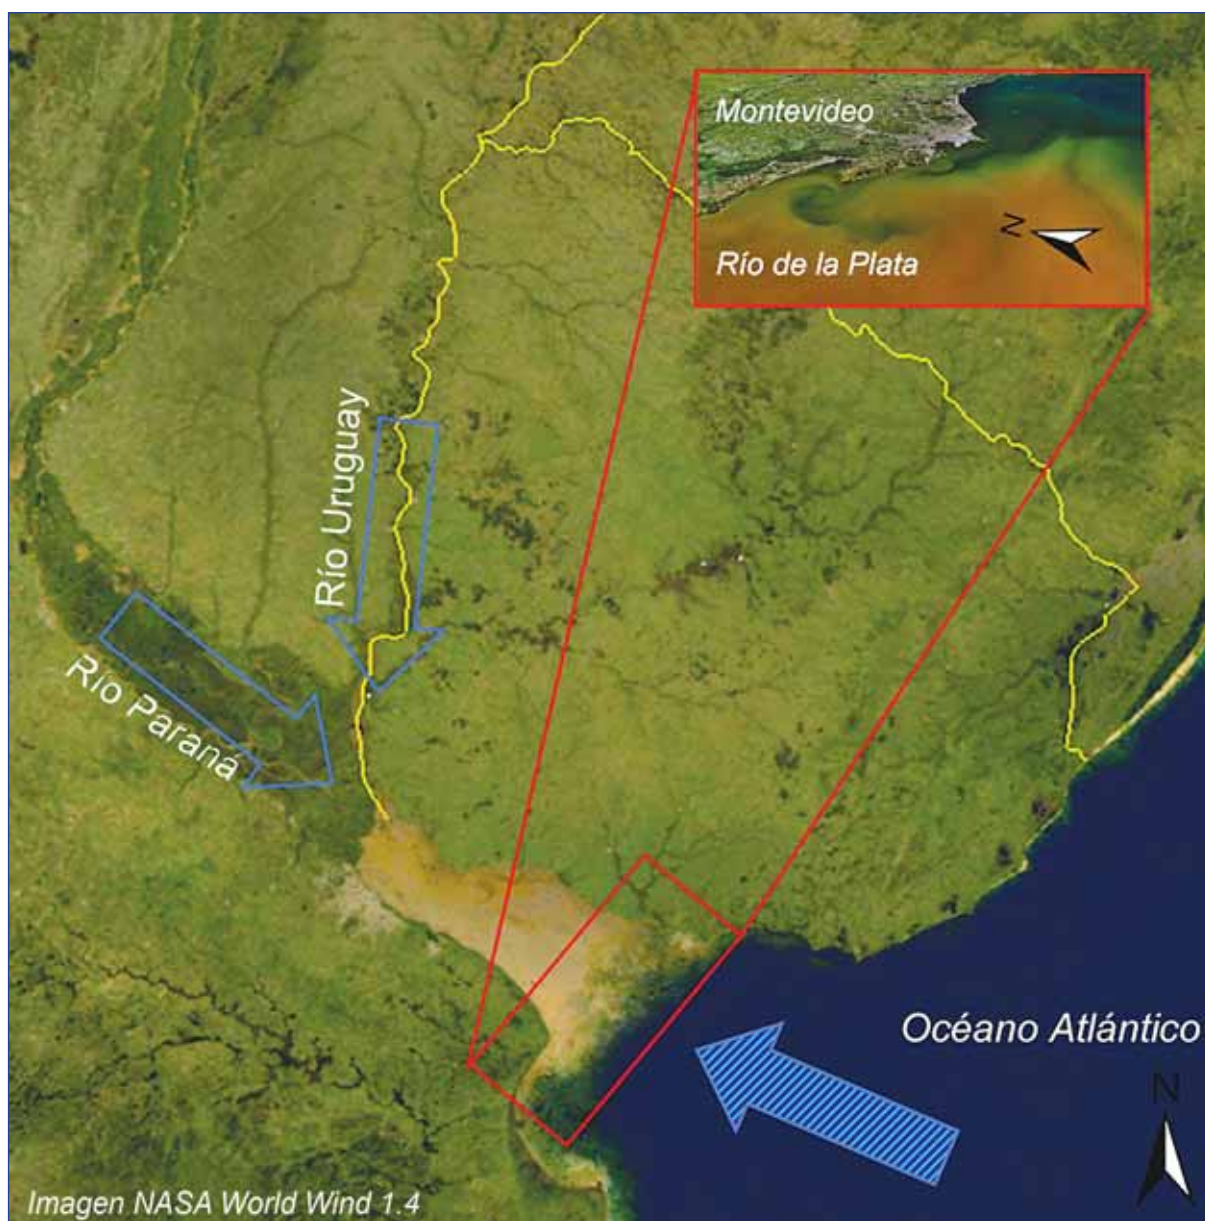 Montevideo
Río de la Plata
N
Río Uruguay
Río Paraná
Océano Atlántico
N
Imagen NASA World Wind 1.4